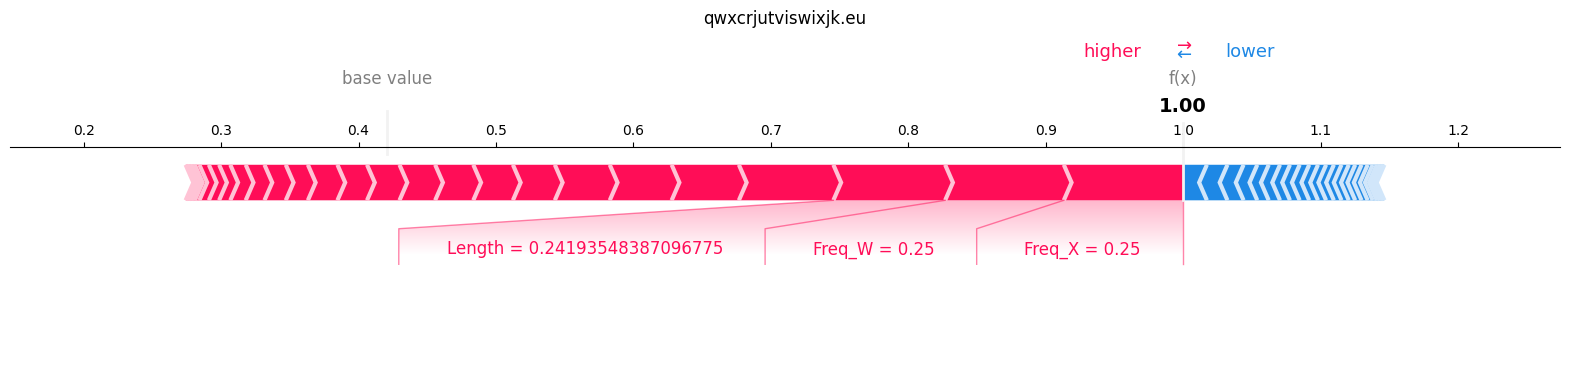 qwxcrjutviswixjk.eu
higher ⇄ lower
base value f(x)
1.00
0.2 0.3 0.4 0.5 0.6 0.7 0.8 0.9 1.0 1.1 1.2
Length = 0.24193548387096775 Freq_W = 0.25 Freq_X = 0.25